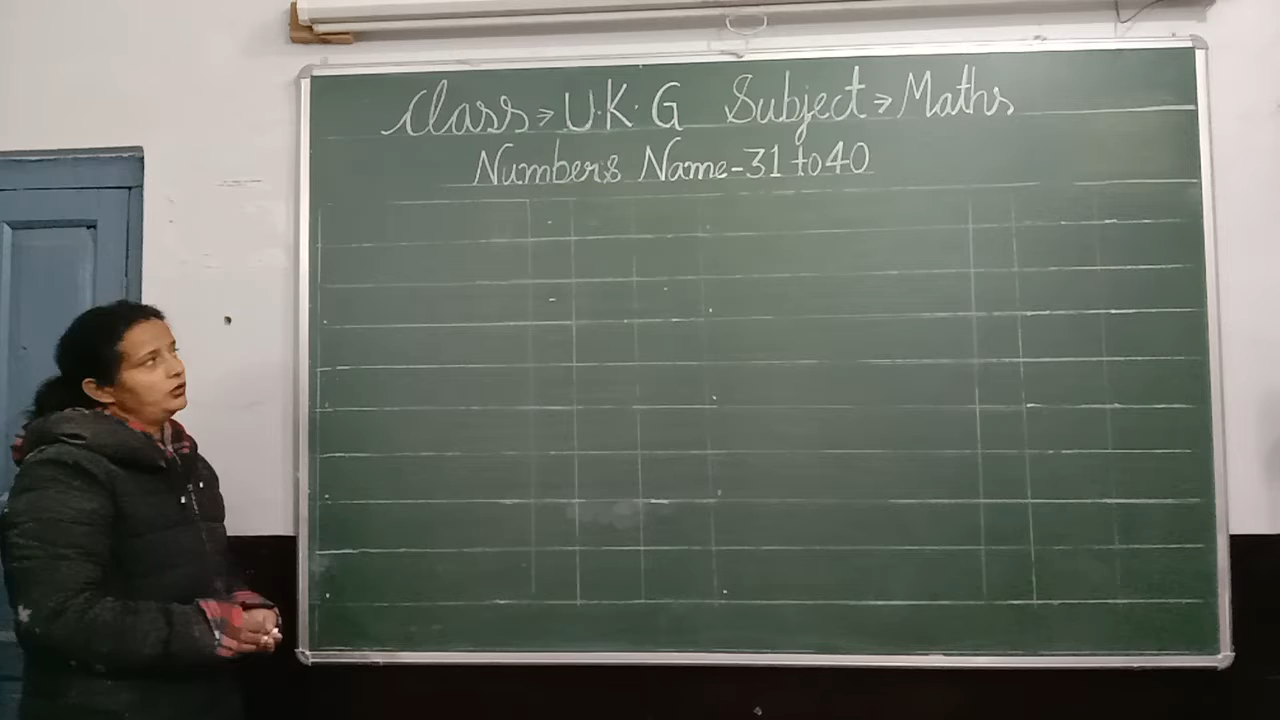 Class → U.K.G Subject → Maths
Numbers Name-31 to 40